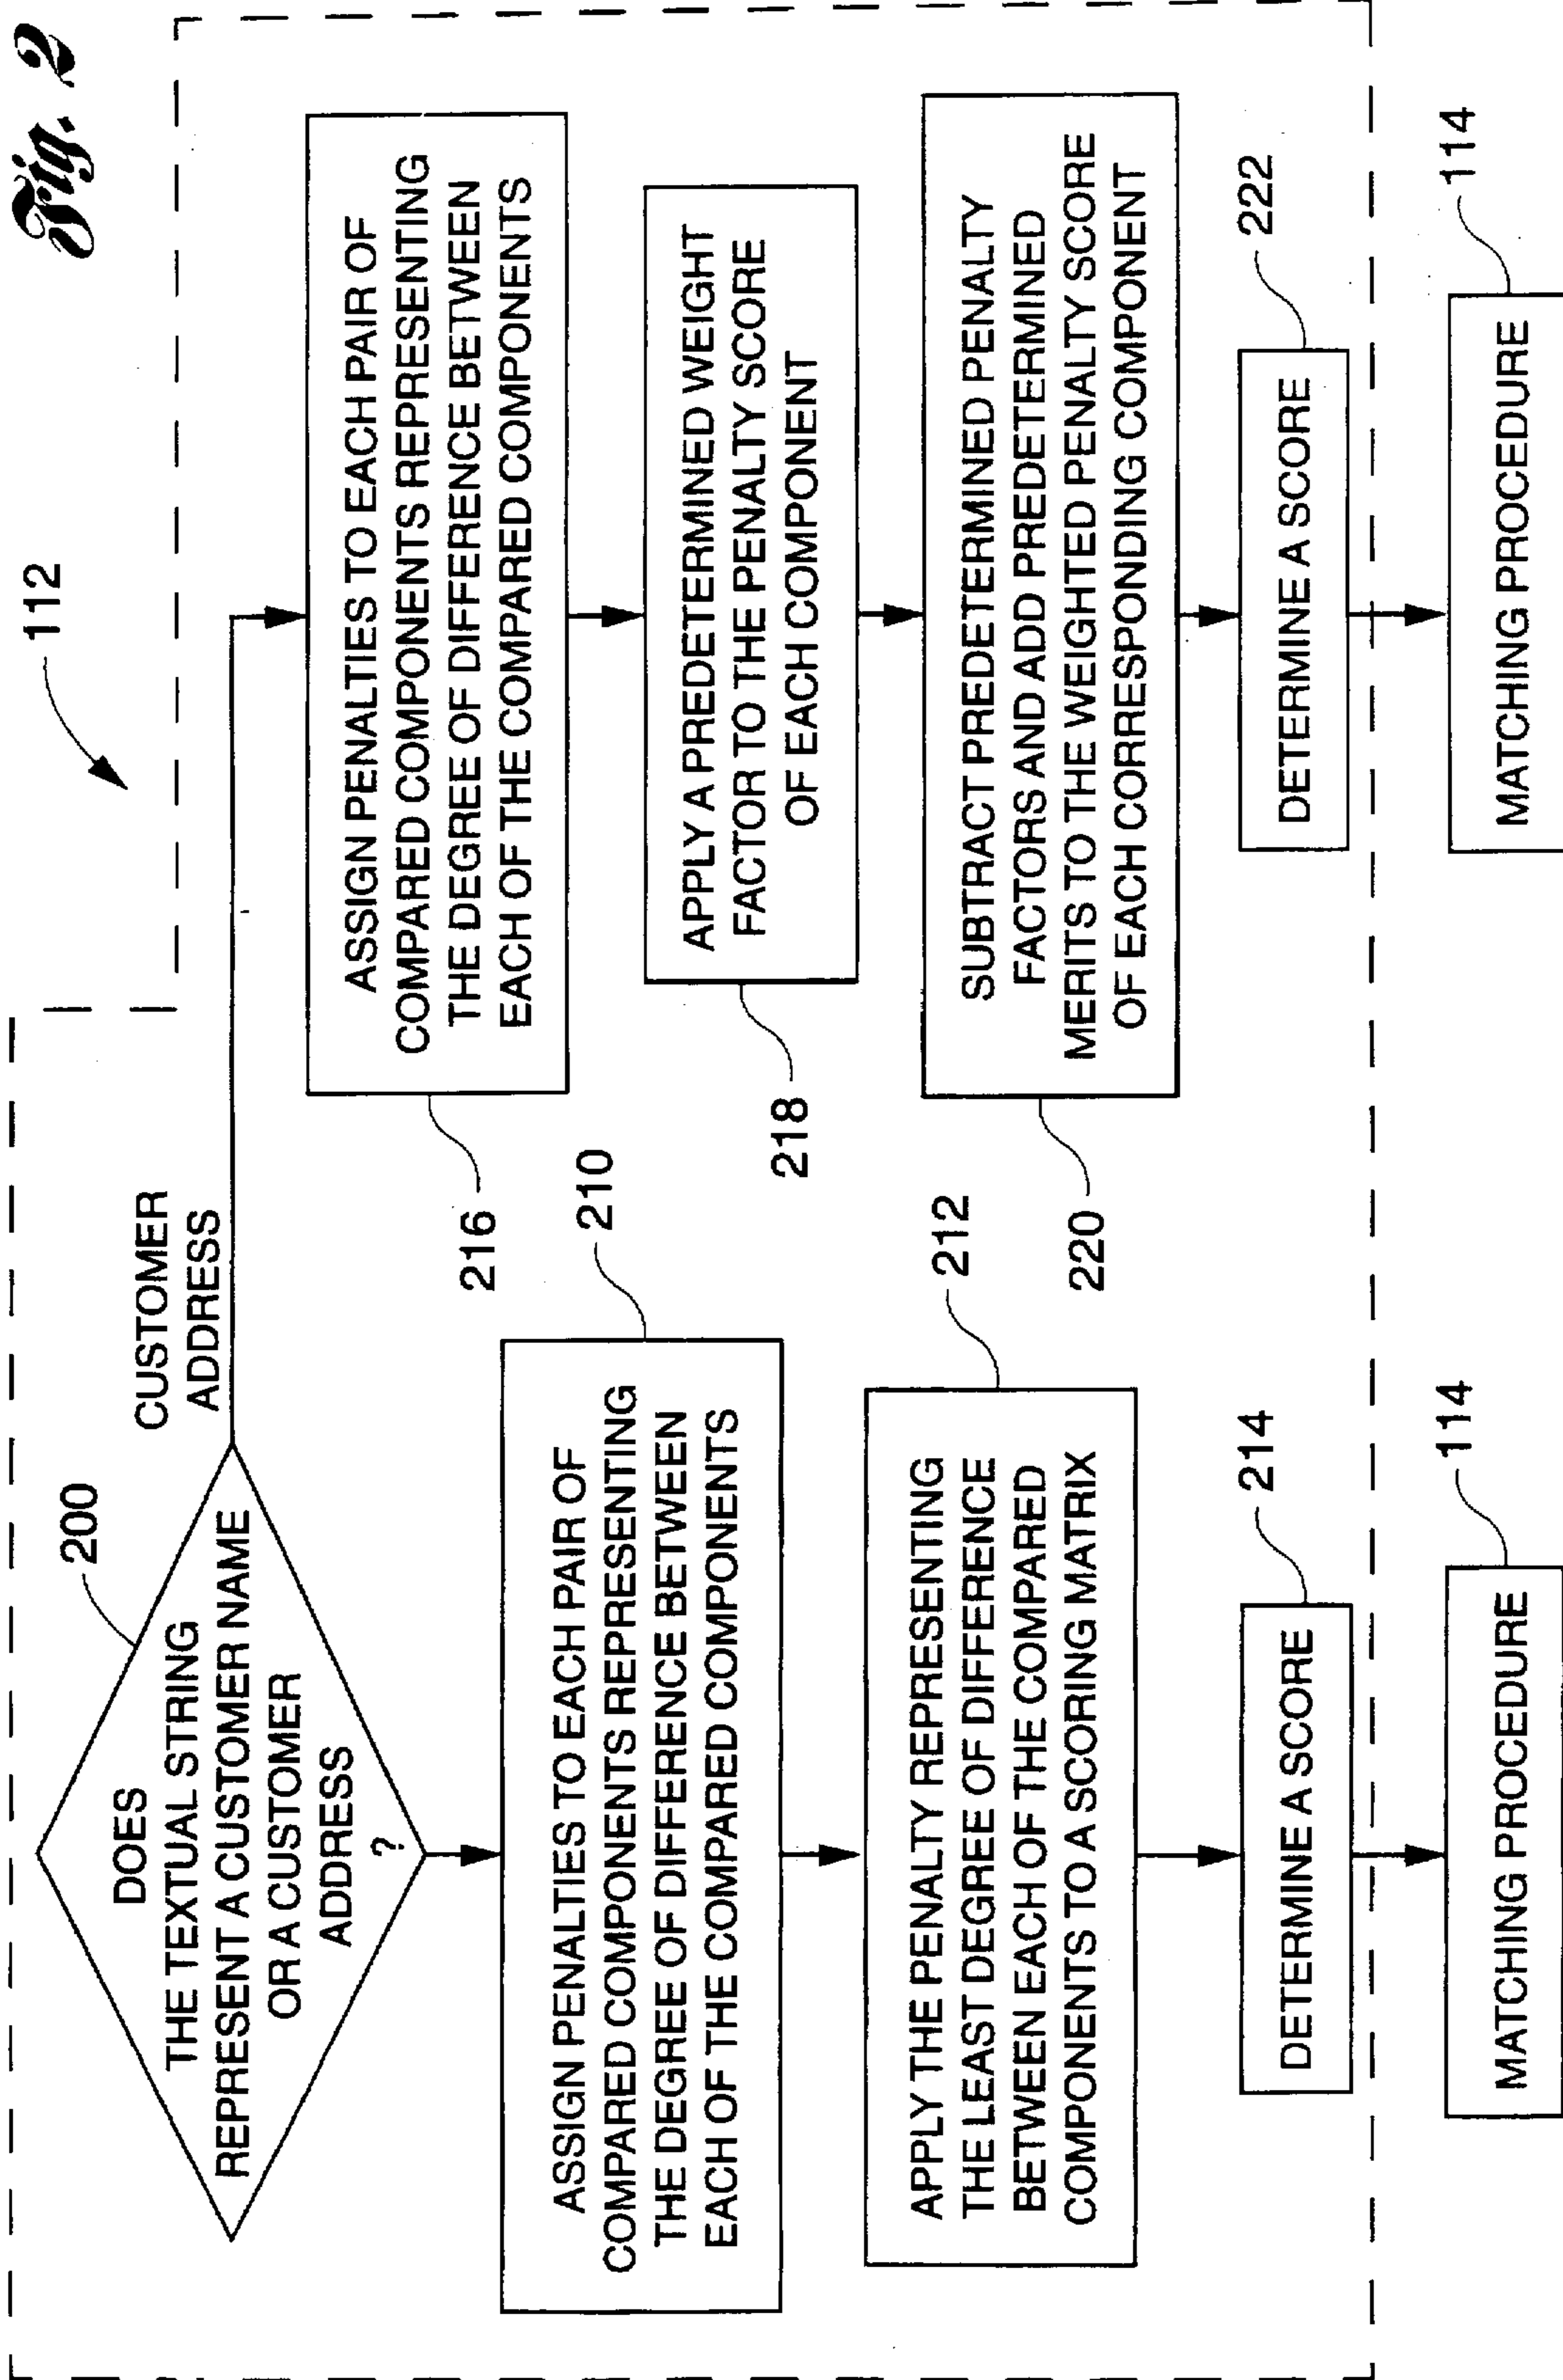 Fig. 2
112
200
DOES
THE TEXTUAL STRING
REPRESENT A CUSTOMER NAME
OR A CUSTOMER
ADDRESS
?
CUSTOMER
ADDRESS
210
ASSIGN PENALTIES TO EACH PAIR OF
COMPARED COMPONENTS REPRESENTING
THE DEGREE OF DIFFERENCE BETWEEN
EACH OF THE COMPARED COMPONENTS
212
APPLY THE PENALTY REPRESENTING
THE LEAST DEGREE OF DIFFERENCE
BETWEEN EACH OF THE COMPARED
COMPONENTS TO A SCORING MATRIX
214
DETERMINE A SCORE
114
MATCHING PROCEDURE
216
ASSIGN PENALTIES TO EACH PAIR OF
COMPARED COMPONENTS REPRESENTING
THE DEGREE OF DIFFERENCE BETWEEN
EACH OF THE COMPARED COMPONENTS
218
APPLY A PREDETERMINED WEIGHT
FACTOR TO THE PENALTY SCORE
OF EACH COMPONENT
220
SUBTRACT PREDETERMINED PENALTY
FACTORS AND ADD PREDETERMINED
MERITS TO THE WEIGHTED PENALTY SCORE
OF EACH CORRESPONDING COMPONENT
222
DETERMINE A SCORE
114
MATCHING PROCEDURE